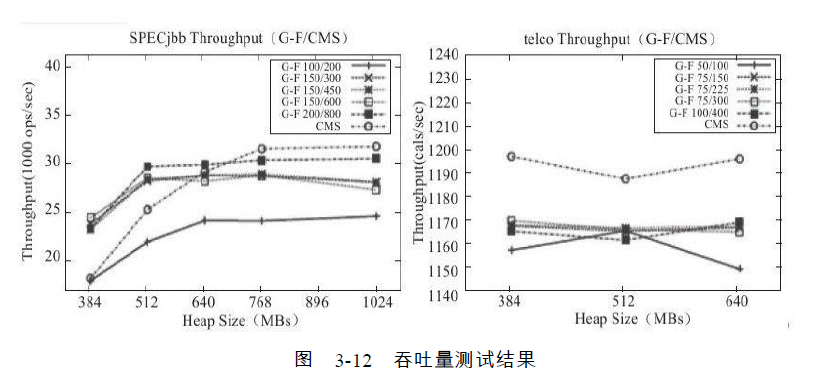 SPECjbb Throughput（G-F/CMS）
Throughput(1000 ops/sec)
40
35
30
25
20
G-F 100/200
G-F 150/300
G-F 150/450
G-F 150/600
G-F 200/800
CMS
384 512 640 768 896 1024
Heap Size（MBs）
telco Throughput（G-F/CMS）
Throughput(cals/sec)
1240
1230
1220
1210
1200
1190
1180
1170
1160
1150
1140
G-F 50/100
G-F 75/150
G-F 75/225
G-F 75/300
G-F 100/400
CMS
384 512 640
Heap Size（MBs）
图 3-12 吞吐量测试结果